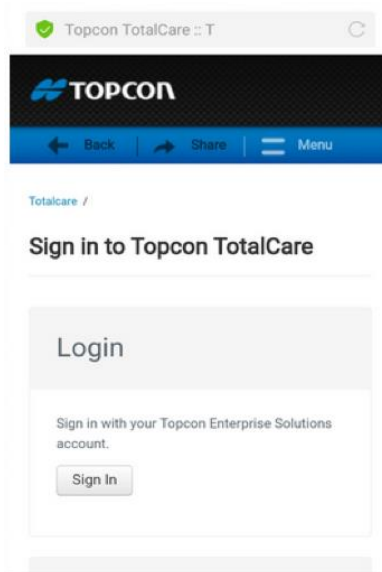 Topcon TotalCare :: T
TOPCON
Back Share Menu
Totalcare /
Sign in to Topcon TotalCare
Login
Sign in with your Topcon Enterprise Solutions
account.
Sign In